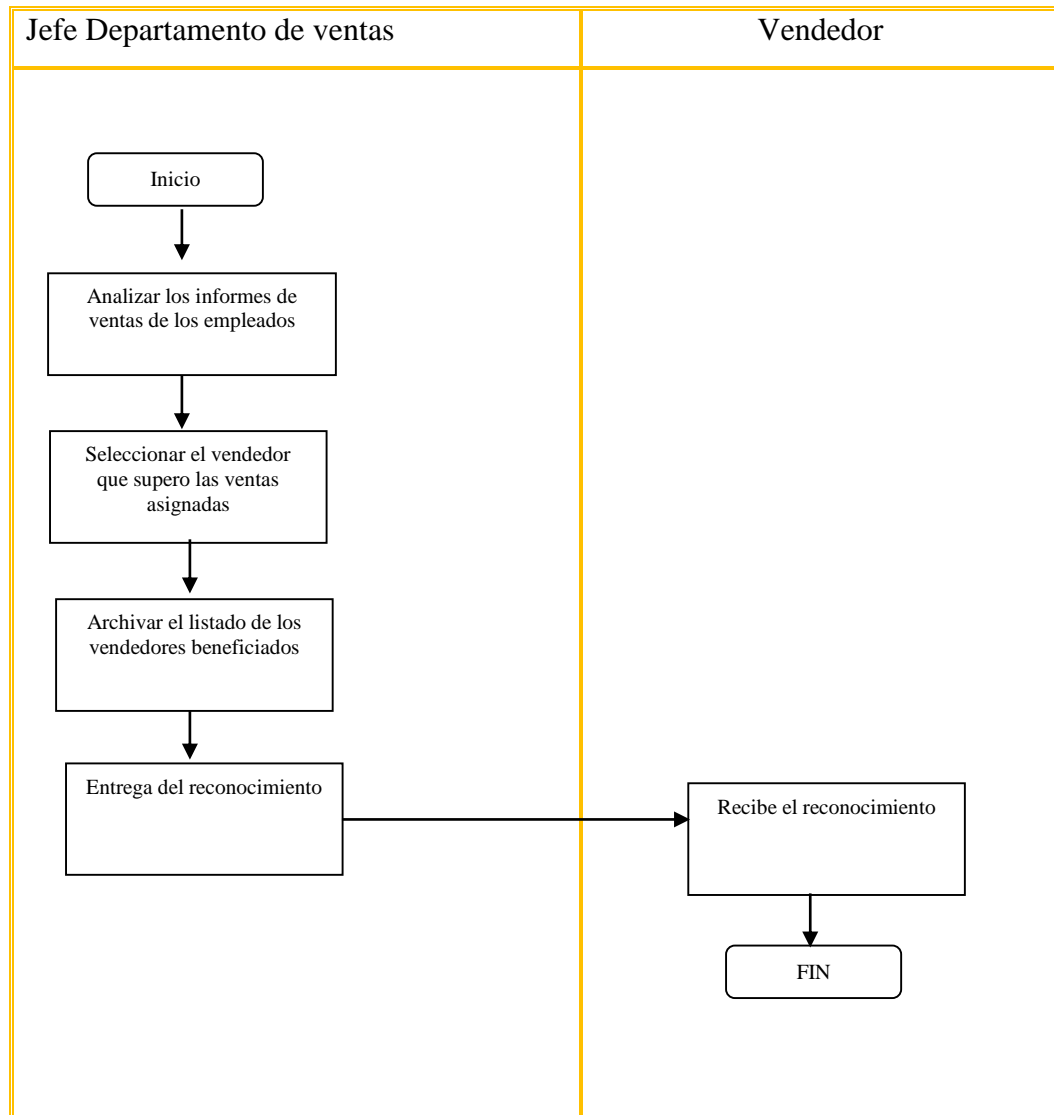 Jefe Departamento de ventas
Vendedor
Inicio
Analizar los informes de
ventas de los empleados
Seleccionar el vendedor
que supero las ventas
asignadas
Archivar el listado de los
vendedores beneficiados
Entrega del reconocimiento
Recibe el reconocimiento
FIN